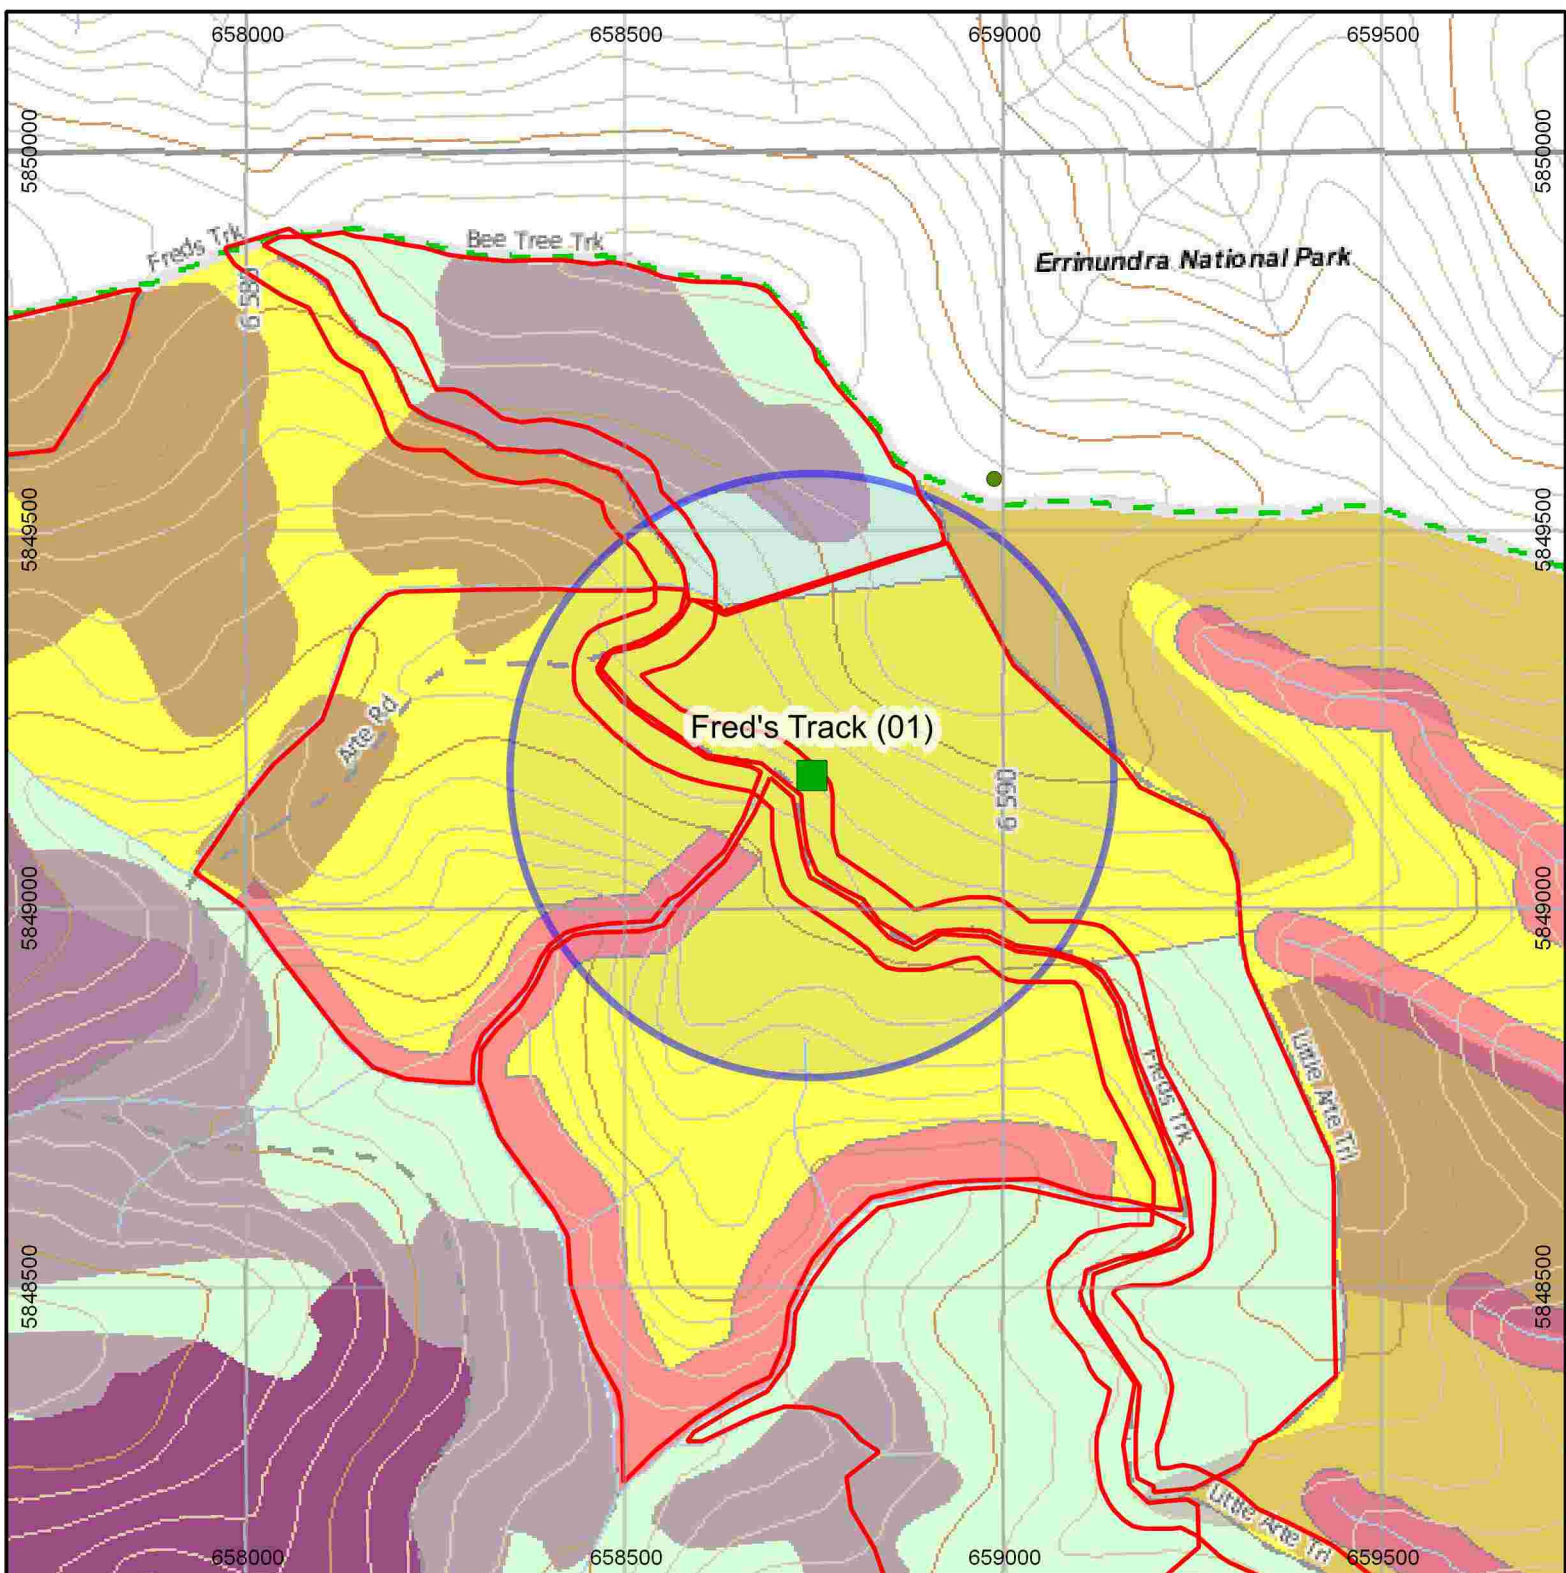 658000
658500
659000
659500
5850000
5850000
Freds Trk
Bee Tree Trk
Errinundra National Park
6 580
5849500
5849500
Arte Rd
Fred's Track (01)
6 590
5849000
5849000
Freds Trk
Little Arte Trl
5848500
5848500
Little Arte Trl
658000
658500
659000
659500